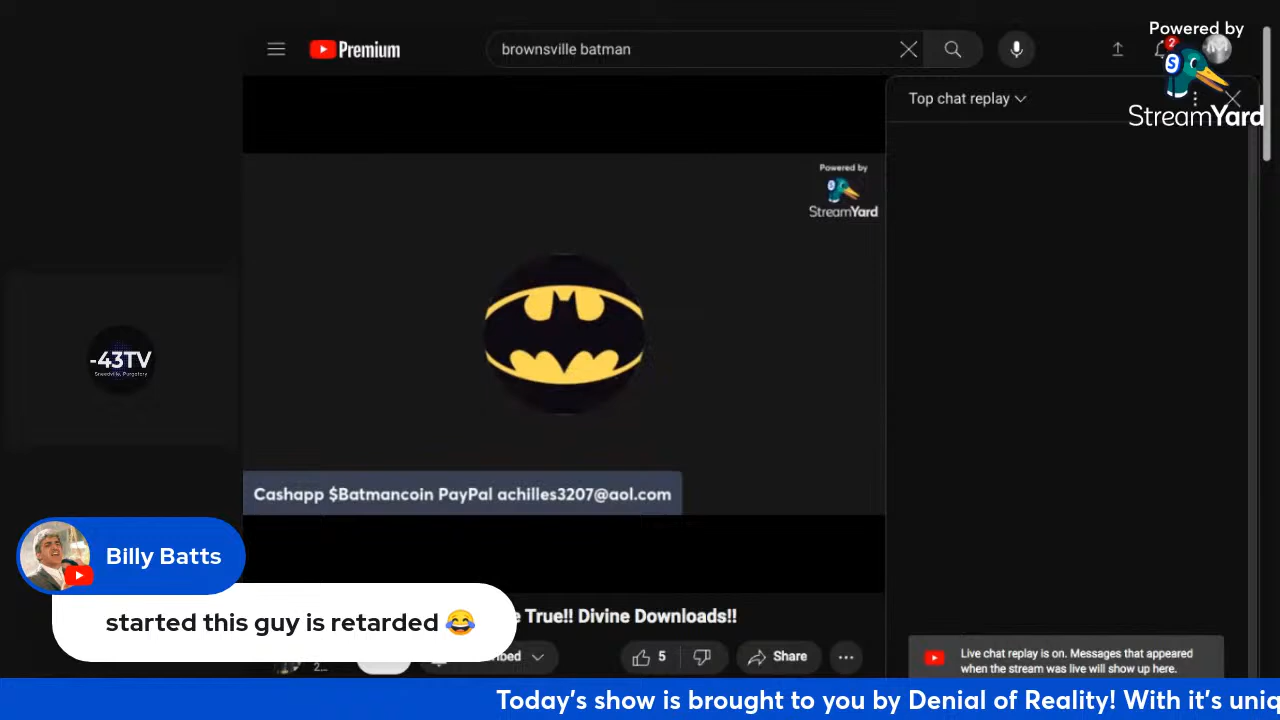 Powered by
StreamYard
Premium
brownsville batman
2
Top chat replay
Powered by
StreamYard
-43TV
Cashapp $Batmancoin PayPal achilles3207@aol.com
Billy Batts
started this guy is retarded 😂
e True!! Divine Downloads!!
2...
bed
5
Share
Live chat replay is on. Messages that appeared
when the stream was live will show up here.
Today's show is brought to you by Denial of Reality! With it's uniq